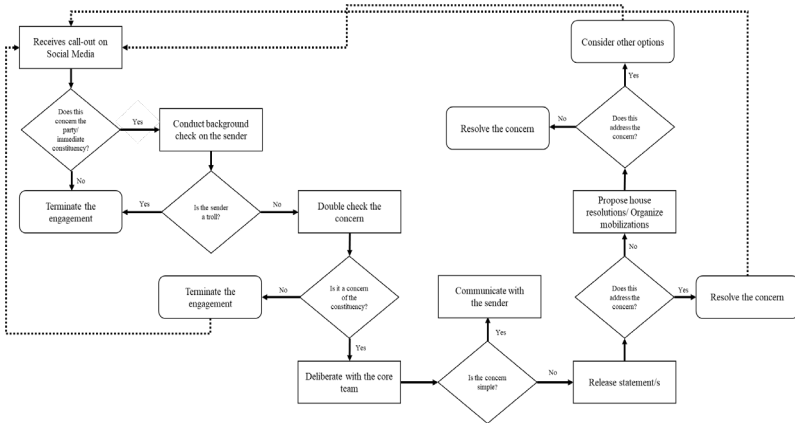 Receives call-out on
Social Media
Does this
concern the
party/
immediate
constituency?
Yes
No
Conduct background
check on the sender
Terminate the
engagement
Yes
Is the sender
a troll?
No
Double check the
concern
Terminate the
engagement
No
Is it a concern
of the
constituency?
Yes
Deliberate with the core
team
Communicate with
the sender
Yes
Is the concern
simple?
No
Release statement/s
Does this
address the
concern?
Yes
Resolve the concern
No
Propose house
resolutions/ Organize
mobilizations
Does this
address the
concern?
No
Resolve the concern
Yes
Consider other options